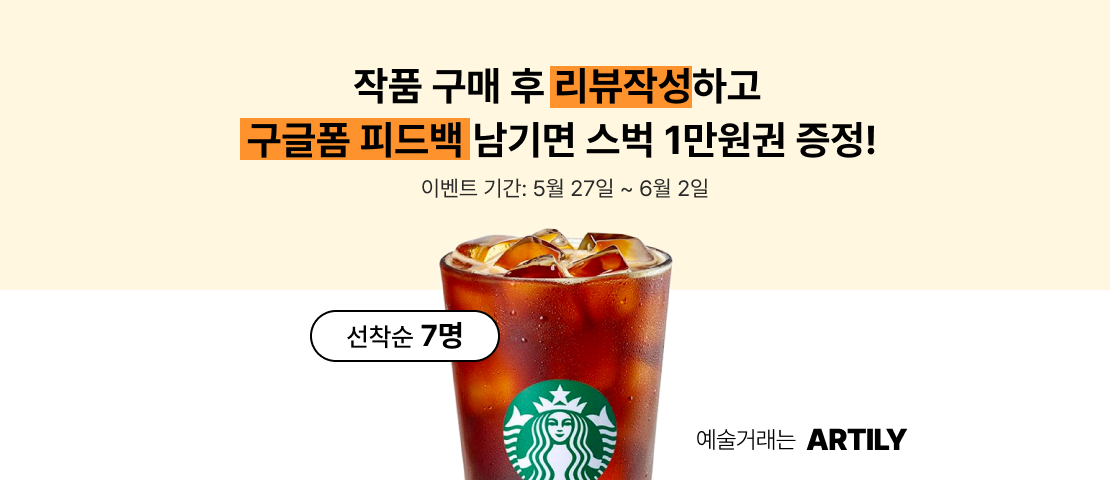 작품 구매 후 리뷰작성하고
구글폼 피드백 남기면 스벅 1만원권 증정!
이벤트 기간: 5월 27일 ~ 6월 2일
선착순 7명
예술거래는 ARTILY